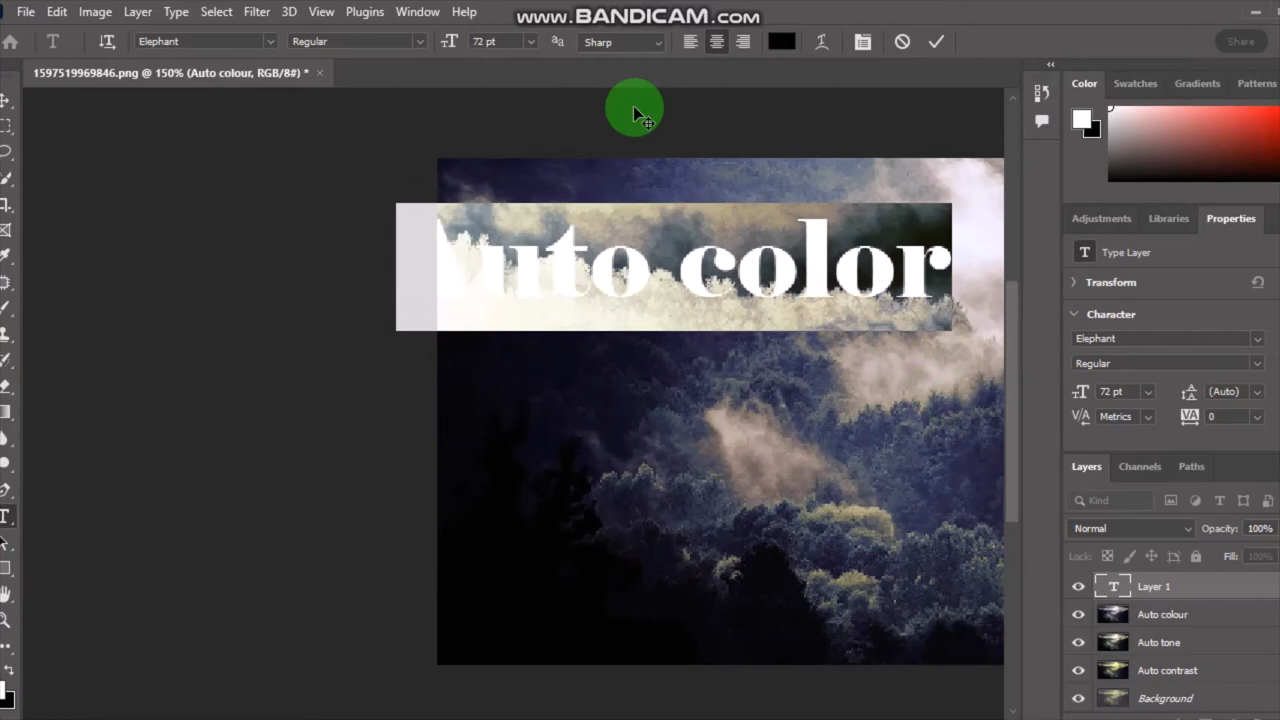 File Edit Image Layer Type Select Filter 3D View Plugins Window Help
www.BANDICAM.com
T Elephant Regular 72 pt aa Sharp Share
1597519969846.png @ 150% (Auto colour, RGB/8#) * ×
Color Swatches Gradients Patterns
Auto color
Adjustments Libraries Properties
T Type Layer
Transform
Character
Elephant
Regular
72 pt (Auto)
Metrics 0
Layers Channels Paths
Kind
Normal Opacity: 100%
Lock: Fill: 100%
T Layer 1
Auto colour
Auto tone
Auto contrast
Background